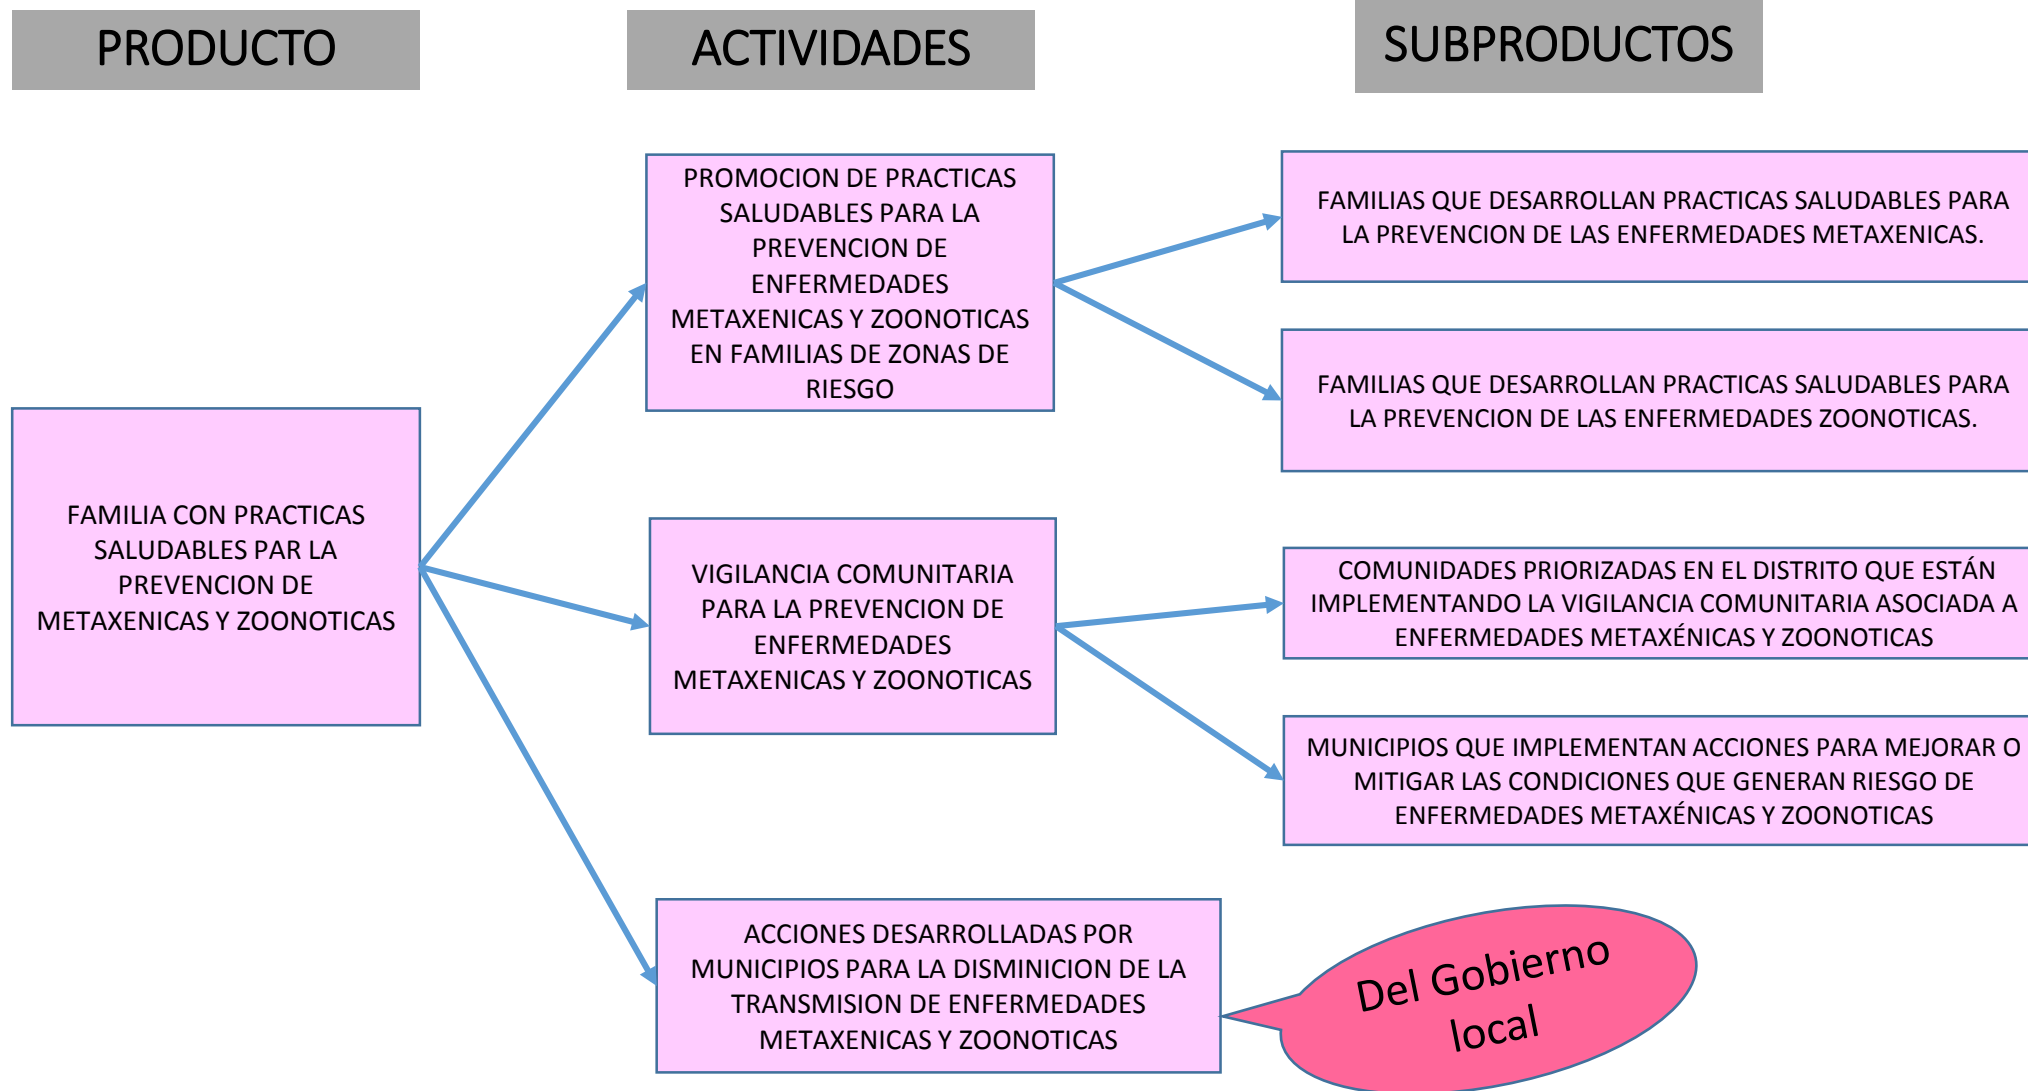 PRODUCTO
ACTIVIDADES
SUBPRODUCTOS
FAMILIA CON PRACTICAS
SALUDABLES PAR LA
PREVENCION DE
METAXENICAS Y ZOONOTICAS
PROMOCION DE PRACTICAS
SALUDABLES PARA LA
PREVENCION DE
ENFERMEDADES
METAXENICAS Y ZOONOTICAS
EN FAMILIAS DE ZONAS DE
RIESGO
VIGILANCIA COMUNITARIA
PARA LA PREVENCION DE
ENFERMEDADES
METAXENICAS Y ZOONOTICAS
ACCIONES DESARROLLADAS POR
MUNICIPIOS PARA LA DISMINICION DE LA
TRANSMISION DE ENFERMEDADES
METAXENICAS Y ZOONOTICAS
FAMILIAS QUE DESARROLLAN PRACTICAS SALUDABLES PARA
LA PREVENCION DE LAS ENFERMEDADES METAXENICAS.
FAMILIAS QUE DESARROLLAN PRACTICAS SALUDABLES PARA
LA PREVENCION DE LAS ENFERMEDADES ZOONOTICAS.
COMUNIDADES PRIORIZADAS EN EL DISTRITO QUE ESTÁN
IMPLEMENTANDO LA VIGILANCIA COMUNITARIA ASOCIADA A
ENFERMEDADES METAXÉNICAS Y ZOONOTICAS
MUNICIPIOS QUE IMPLEMENTAN ACCIONES PARA MEJORAR O
MITIGAR LAS CONDICIONES QUE GENERAN RIESGO DE
ENFERMEDADES METAXÉNICAS Y ZOONOTICAS
Del Gobierno
local